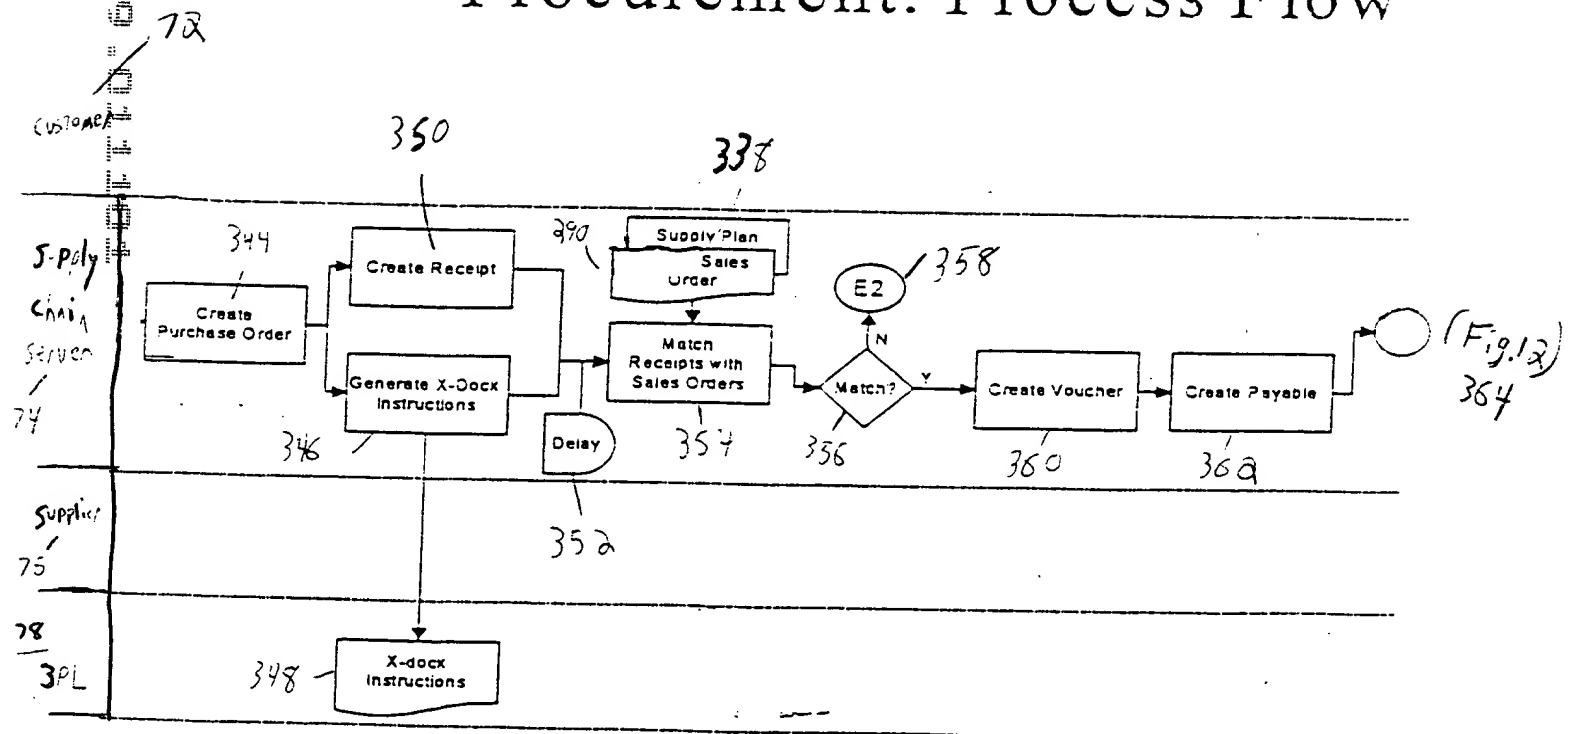 Procurement: Process Flow
72
Customer
350
338
344
290
Supply Plan
Sales
Order
358
E2
Supply
Chain
Server
74
Create
Purchase Order
Create Receipt
Generate X-Dock
Instructions
346
Match
Receipts with
Sales Orders
354
Delay
352
N
Match?
Y
356
Create Voucher
360
Create Payable
362
(Fig.12)
364
Supplier
75
78
3PL
348
X-dock
Instructions